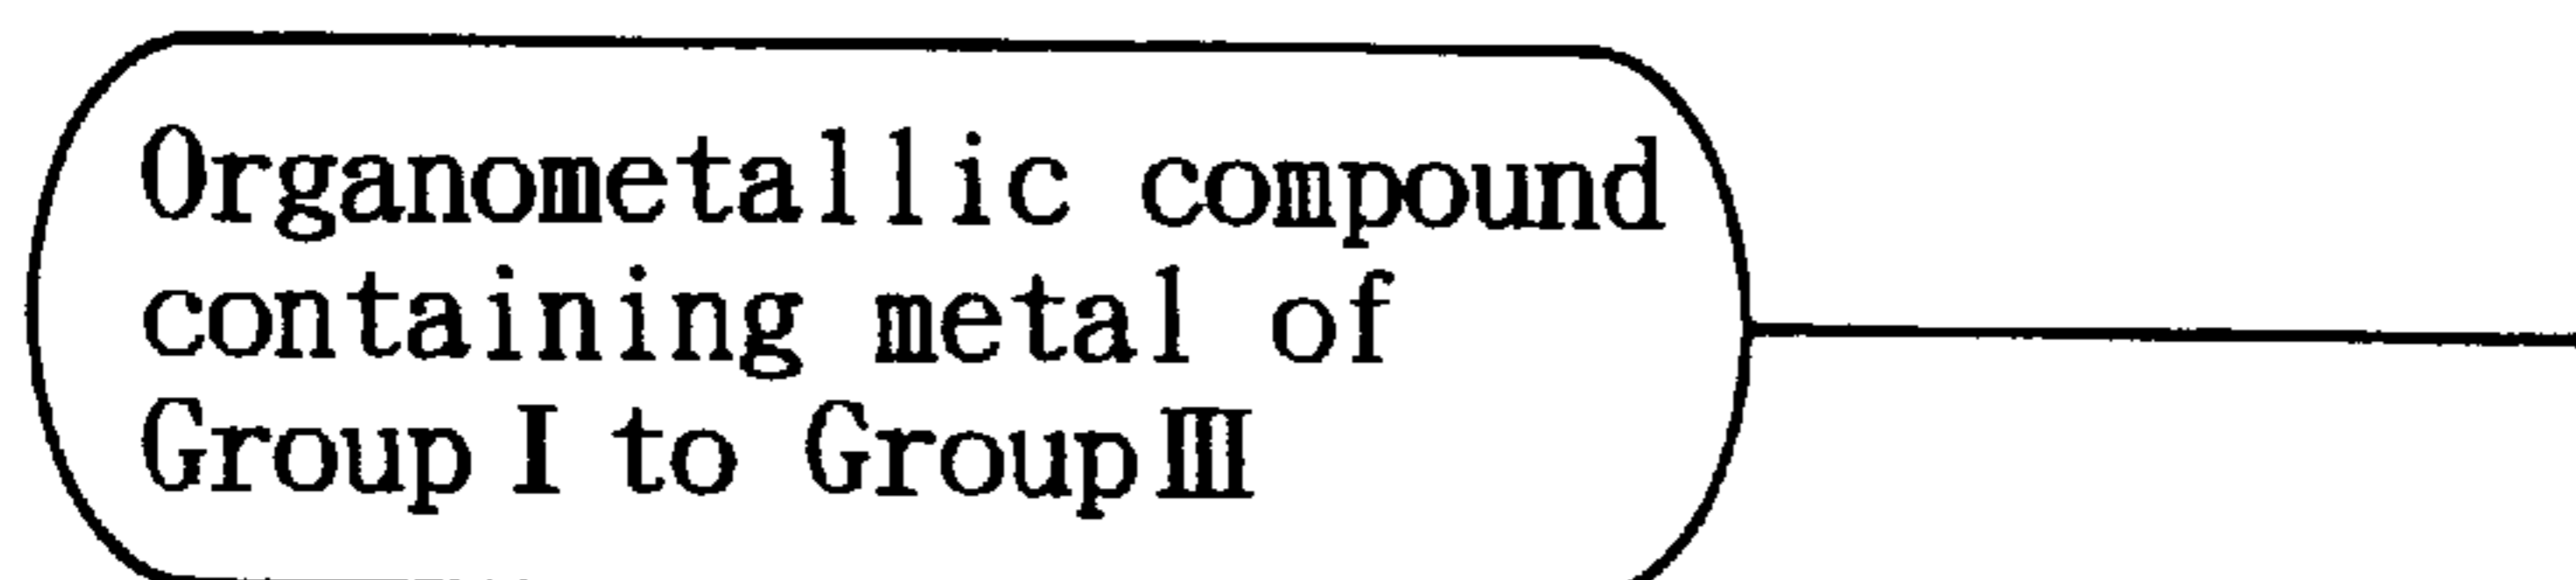 Organometallic compound
containing metal of
Group I to Group III